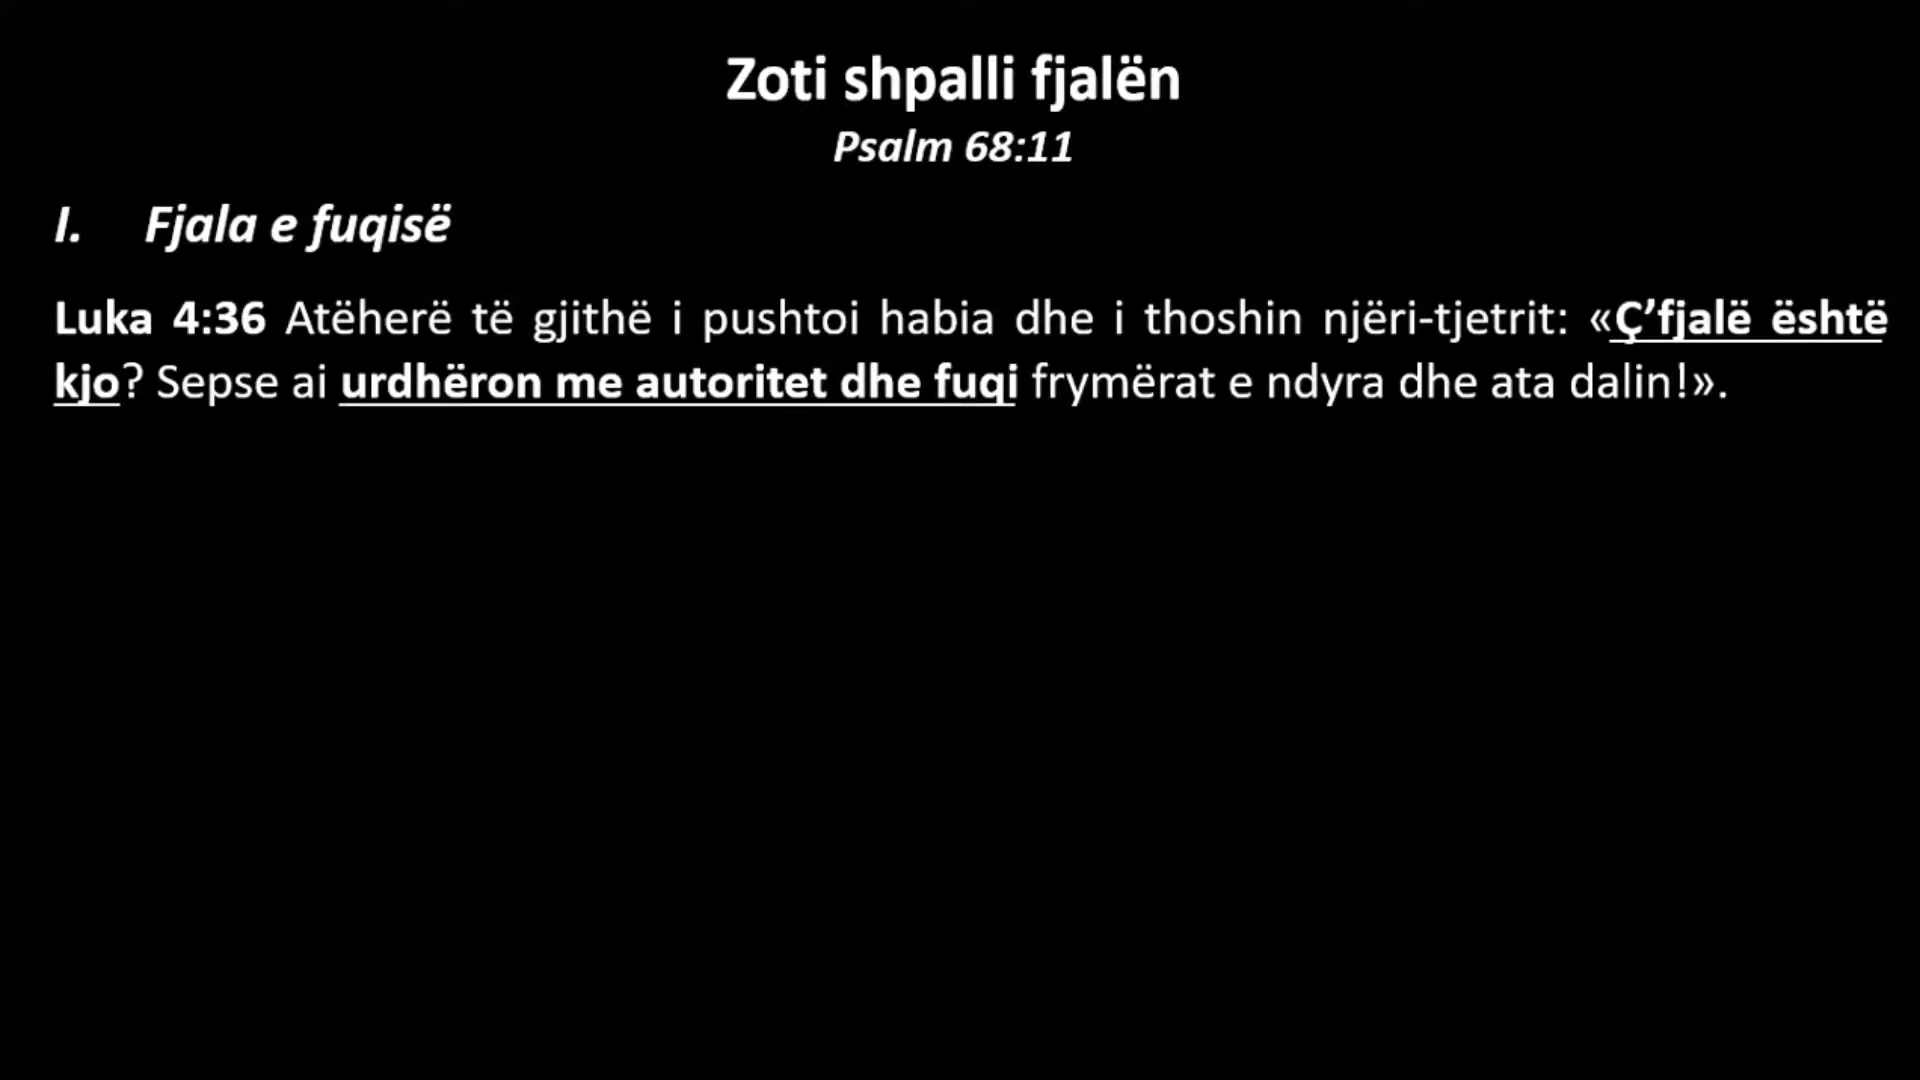 Zoti shpalli fjalën
Psalm 68:11
I. Fjala e fuqisë
Luka 4:36 Atëherë të gjithë i pushtoi habia dhe i thoshin njëri-tjetrit: «Ç’fjalë është
kjo? Sepse ai urdhëron me autoritet dhe fuqi frymërat e ndyra dhe ata dalin!».